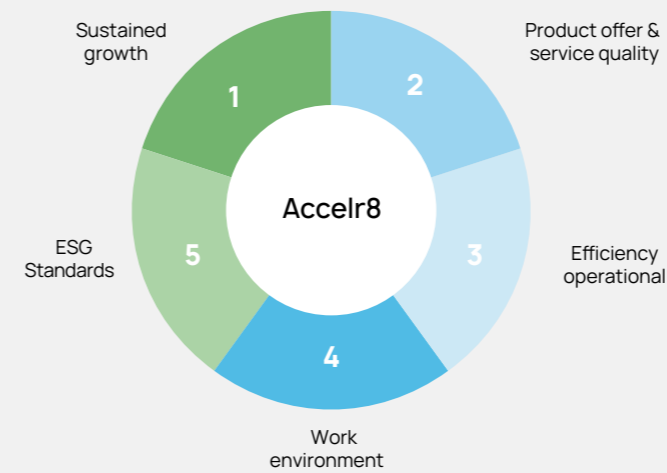 Sustained
growth
1
Product offer &
service quality
2
Accelr8
ESG
Standards
5
3
Efficiency
operational
4
Work
environment